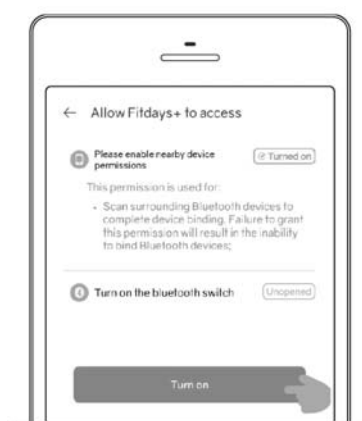 ← Allow Fitdays+ to access
Please enable nearby device
permissions
Turned on
This permission is used for:
- Scan surrounding Bluetooth devices to
complete device binding. Failure to grant
this permission will result in the inability
to bind Bluetooth devices;
Turn on the bluetooth switch
Unopened
Turn on